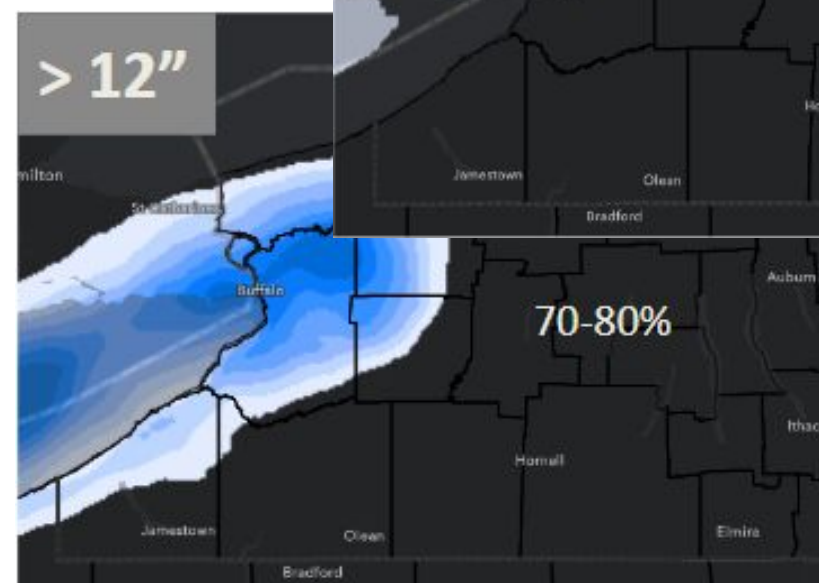 > 12”
Jamestown
Olean
Bradford
milton
St Catharines
Buffalo
70-80%
Auburn
Ithac
Hornell
Jamestown
Olean
Elmira
Bradford